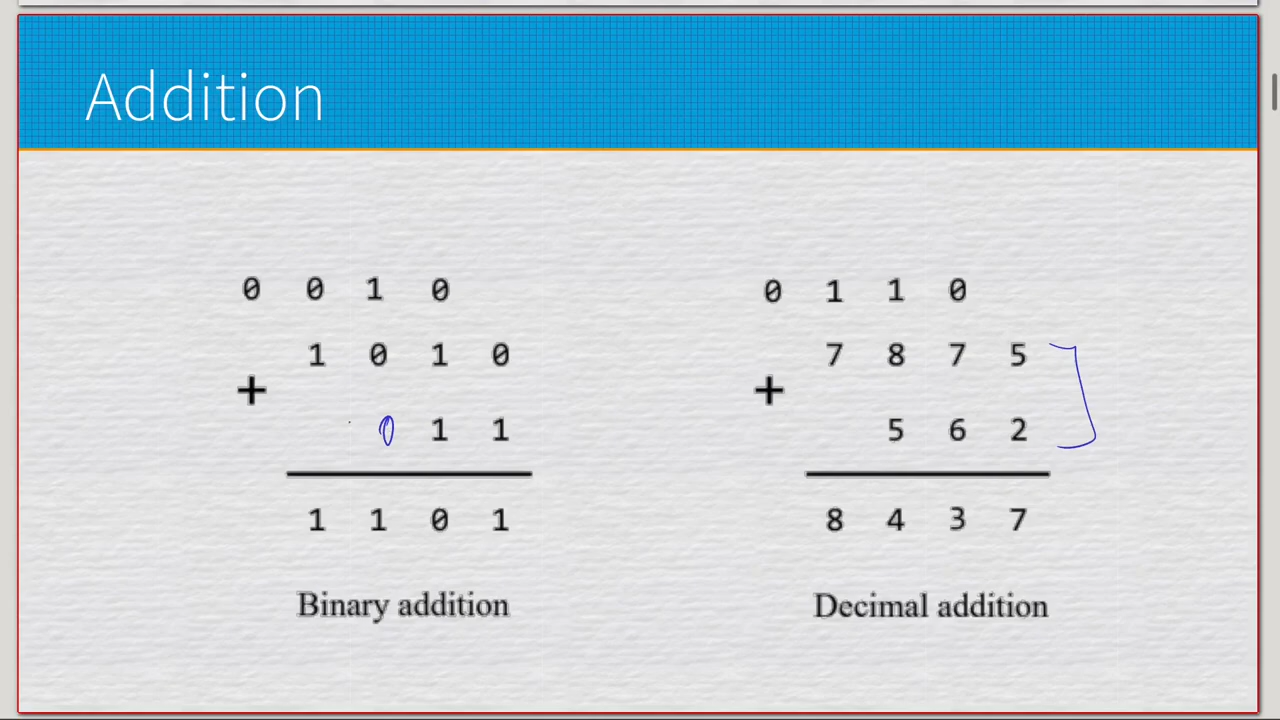 Addition
0 0 1 0
1 0 1 0
+
0 1 1
1 1 0 1
Binary addition
0 1 1 0
7 8 7 5
+
5 6 2
8 4 3 7
Decimal addition